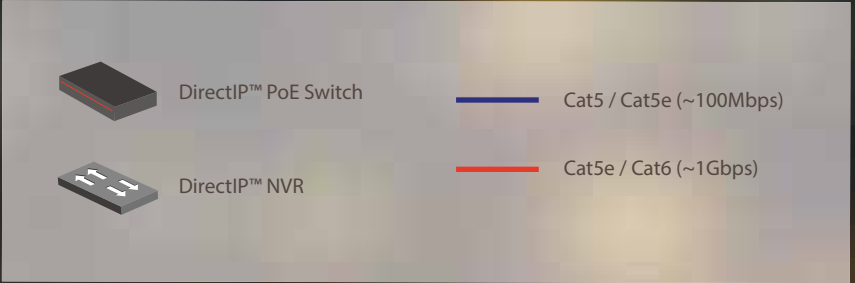 DirectIP™ PoE Switch
Cat5 / Cat5e (~100Mbps)
DirectIP™ NVR
Cat5e / Cat6 (~1Gbps)